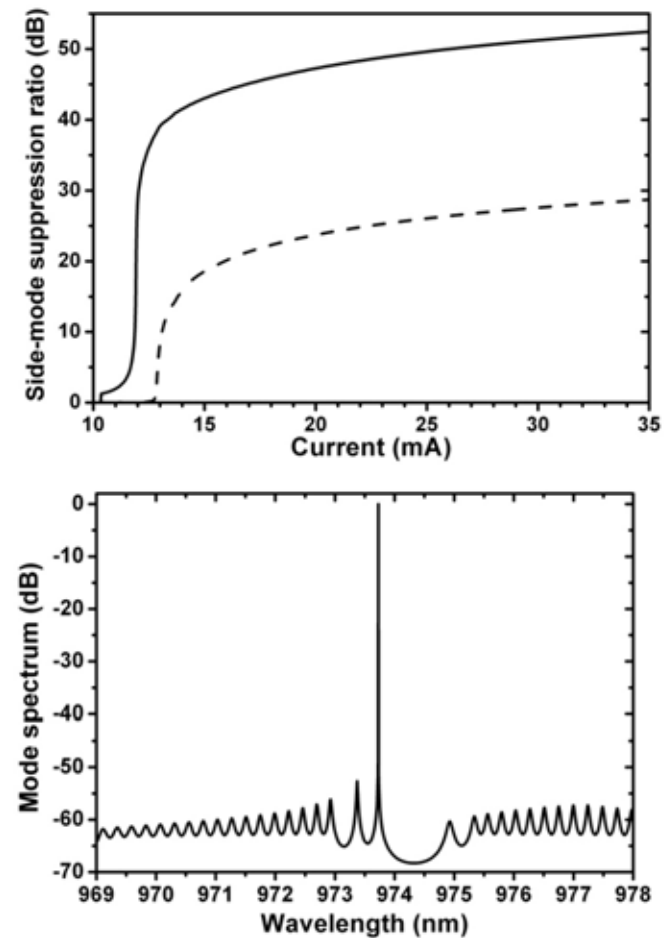 Side-mode suppression ratio (dB)
50
40
30
20
10
0
10 15 20 25 30 35
Current (mA)
Mode spectrum (dB)
0
-10
-20
-30
-40
-50
-60
-70
969 970 971 972 973 974 975 976 977 978
Wavelength (nm)